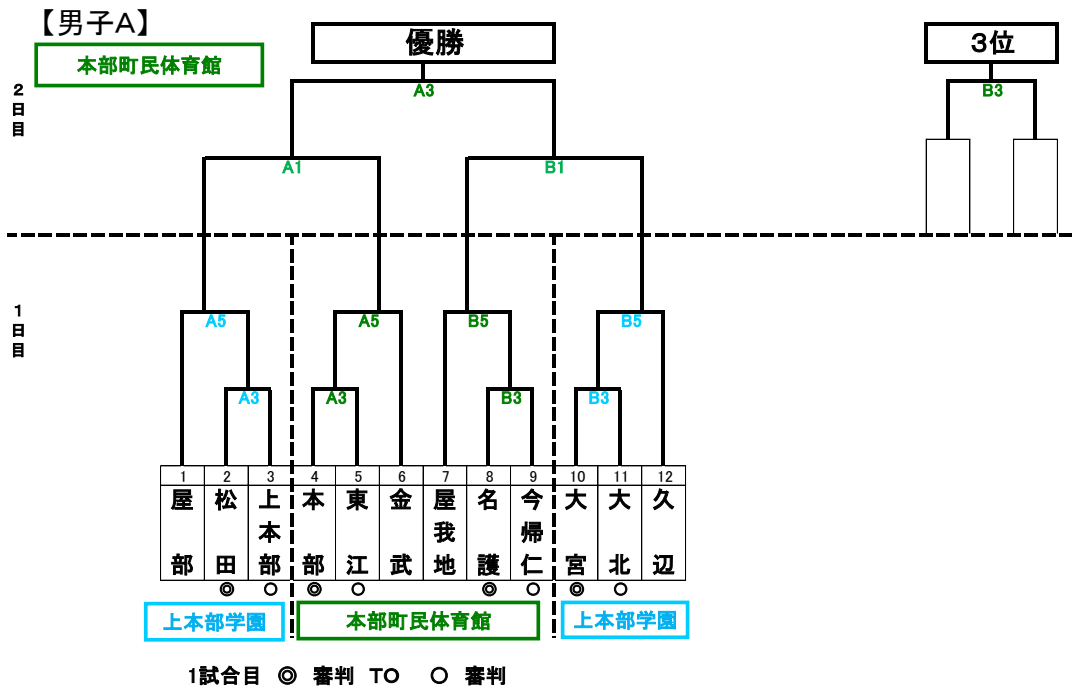 【男子A】
優勝
3位
本部町民体育館
2日目
A3
B3
A1
B1
1日目
A5
A5
B5
B5
A3
A3
B3
B3
1 2 3 4 5 6 7 8 9 10 11 12
屋部
松田
上本部
本部
東江
金武
屋我地
名護
今帰仁
大宮
大北
久辺
◎ ○ ◎ ○ ◎ ○ ◎ ○
上本部学園
本部町民体育館
上本部学園
1試合目 ◎ 審判 TO ○ 審判